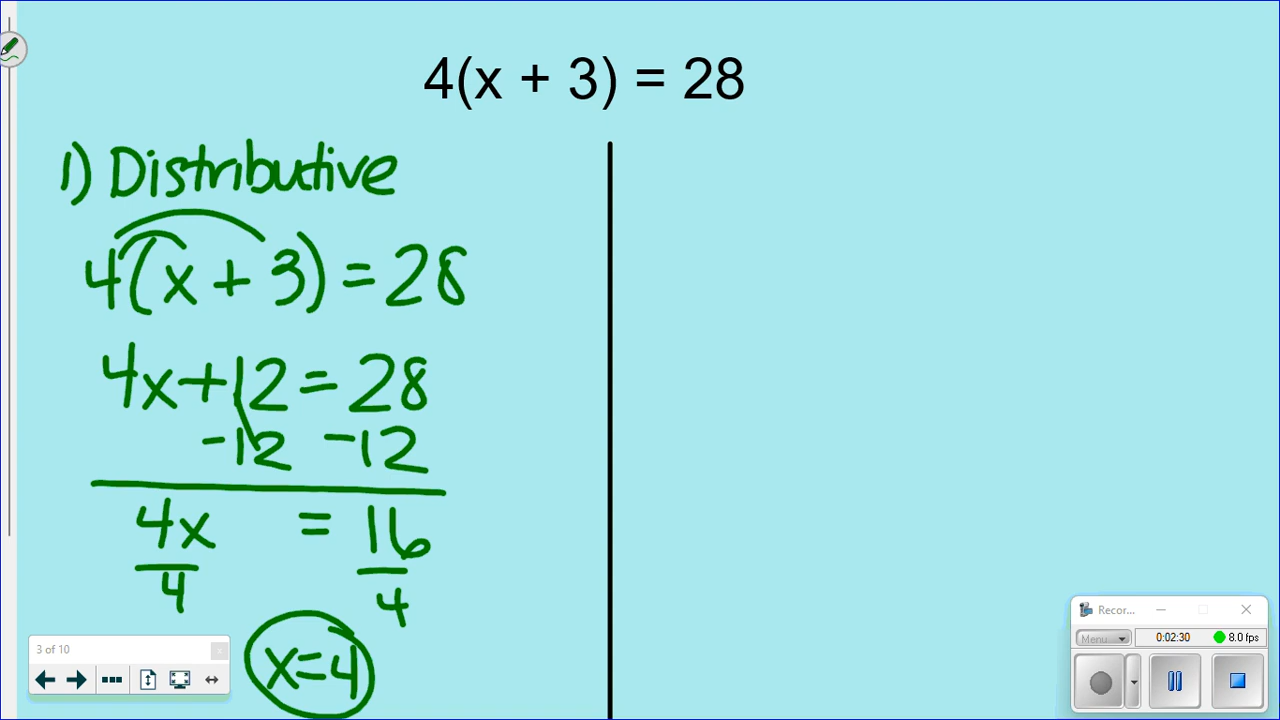 4(x + 3) = 28
1) Distributive
4(x + 3) = 28
4x + 12 = 28
-12 -12
4x = 16
4 4
x = 4
3 of 10
x
Recor...
Menu
0:02:30
8.0 fps